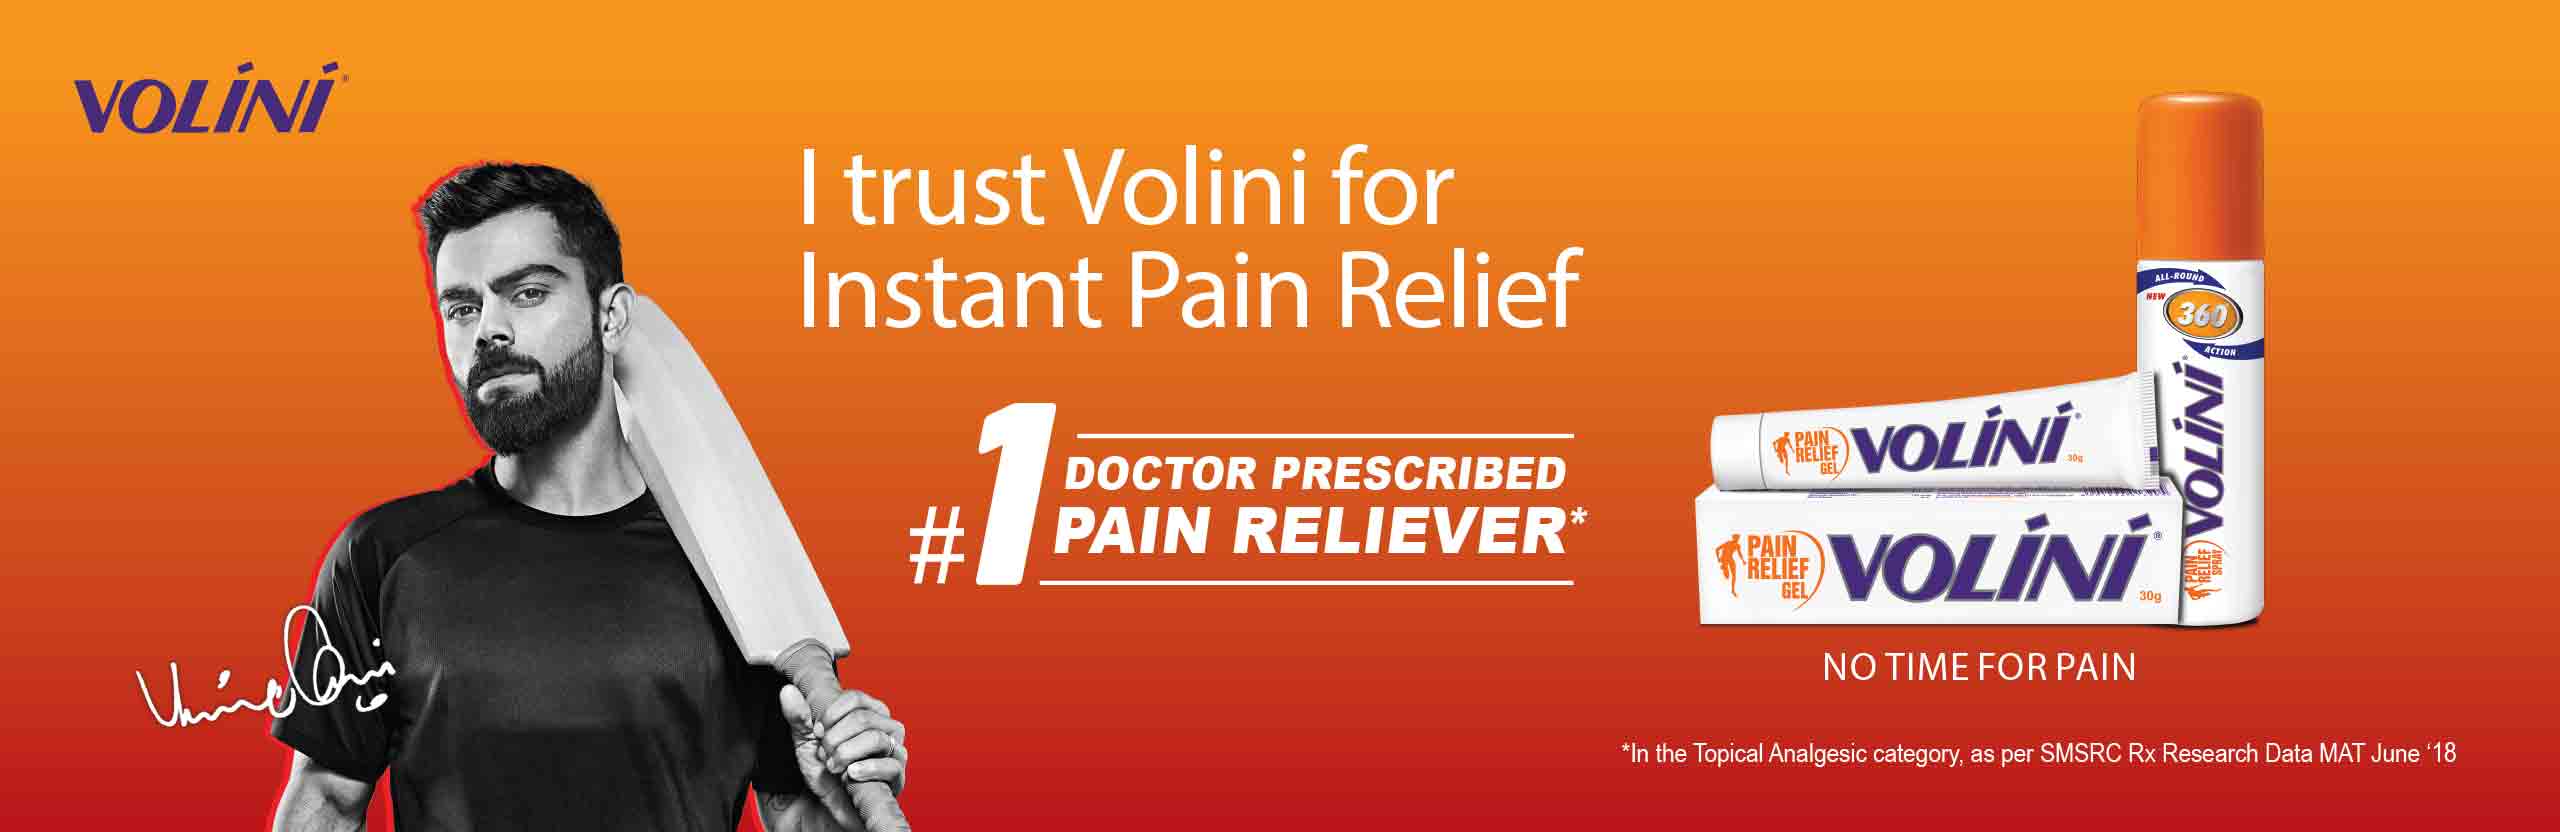 VOLINI®
I trust Volini for
Instant Pain Relief
#1 DOCTOR PRESCRIBED
PAIN RELIEVER*
ALL-ROUND
NEW
360
ACTION
VOLINI®
PAIN
RELIEF
SPRAY
PAIN
RELIEF
GEL
VOLINI®
30g
PAIN
RELIEF
GEL
VOLINI®
30g
NO TIME FOR PAIN
*In the Topical Analgesic category, as per SMSRC Rx Research Data MAT June ‘18